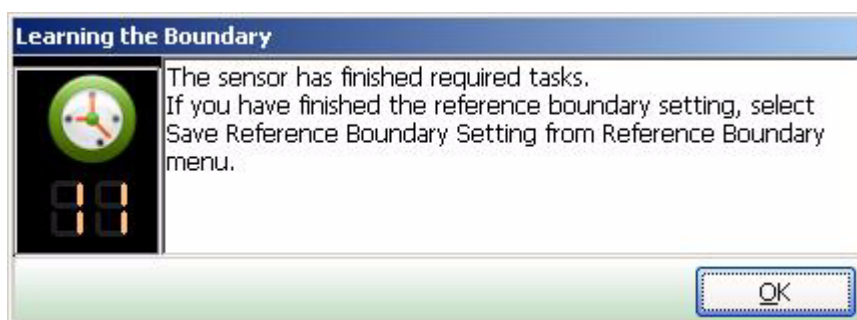 Learning the Boundary
The sensor has finished required tasks.
If you have finished the reference boundary setting, select
Save Reference Boundary Setting from Reference Boundary
menu.
11
OK